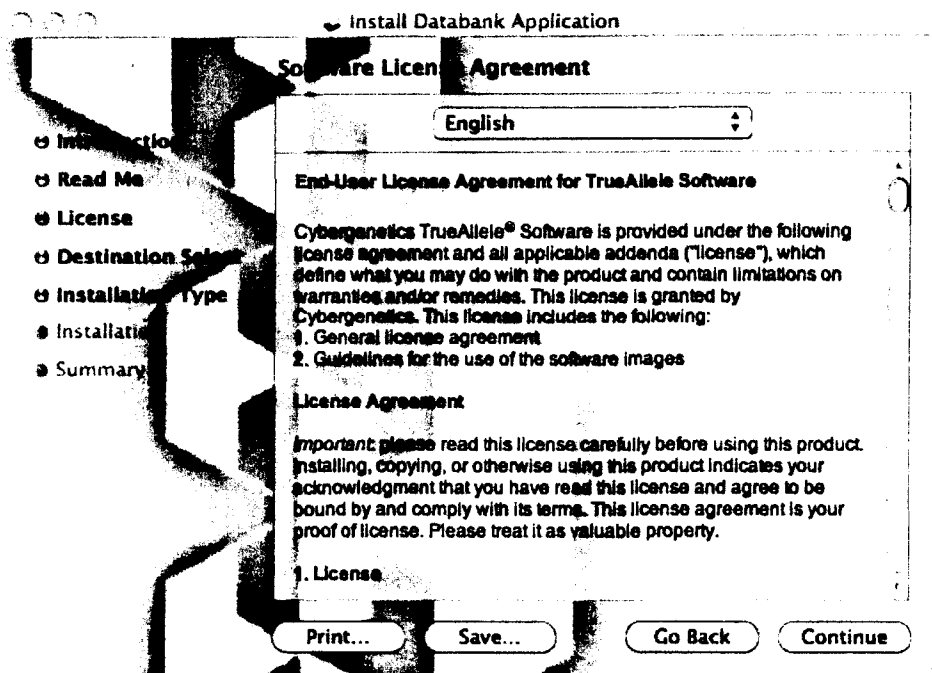 Install Databank Application
Software License Agreement
English
Introduction
Read Me
License
Destination Select
Installation Type
Installation
Summary
End-User License Agreement for TrueAllele Software
Cybergenetics TrueAllele® Software is provided under the following
license agreement and all applicable addenda ("license"), which
define what you may do with the product and contain limitations on
warranties and/or remedies. This license is granted by
Cybergenetics. This license includes the following:
1. General license agreement
2. Guidelines for the use of the software images
License Agreement
Important: please read this license carefully before using this product.
Installing, copying, or otherwise using this product indicates your
acknowledgment that you have read this license and agree to be
bound by and comply with its terms. This license agreement is your
proof of license. Please treat it as valuable property.
1. License
Print...
Save...
Go Back
Continue